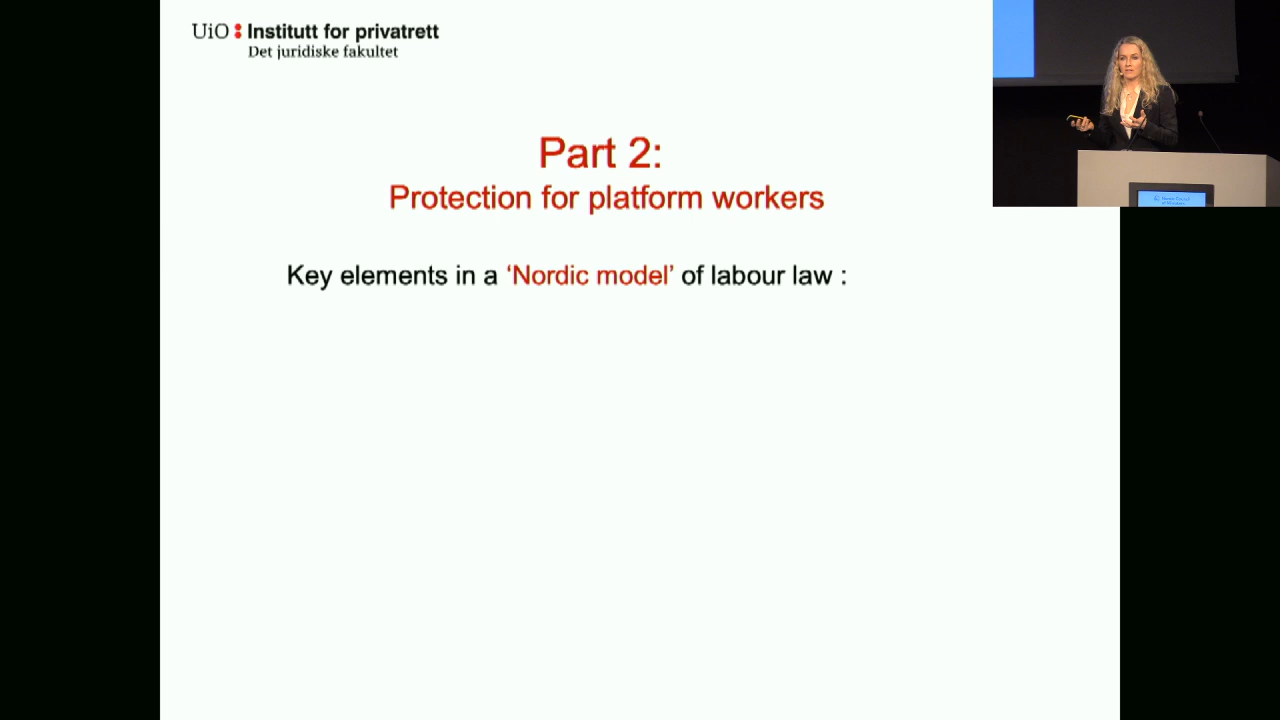 UiO : Institutt for privatrett
Det juridiske fakultet
Part 2:
Protection for platform workers
Key elements in a ‘Nordic model’ of labour law :